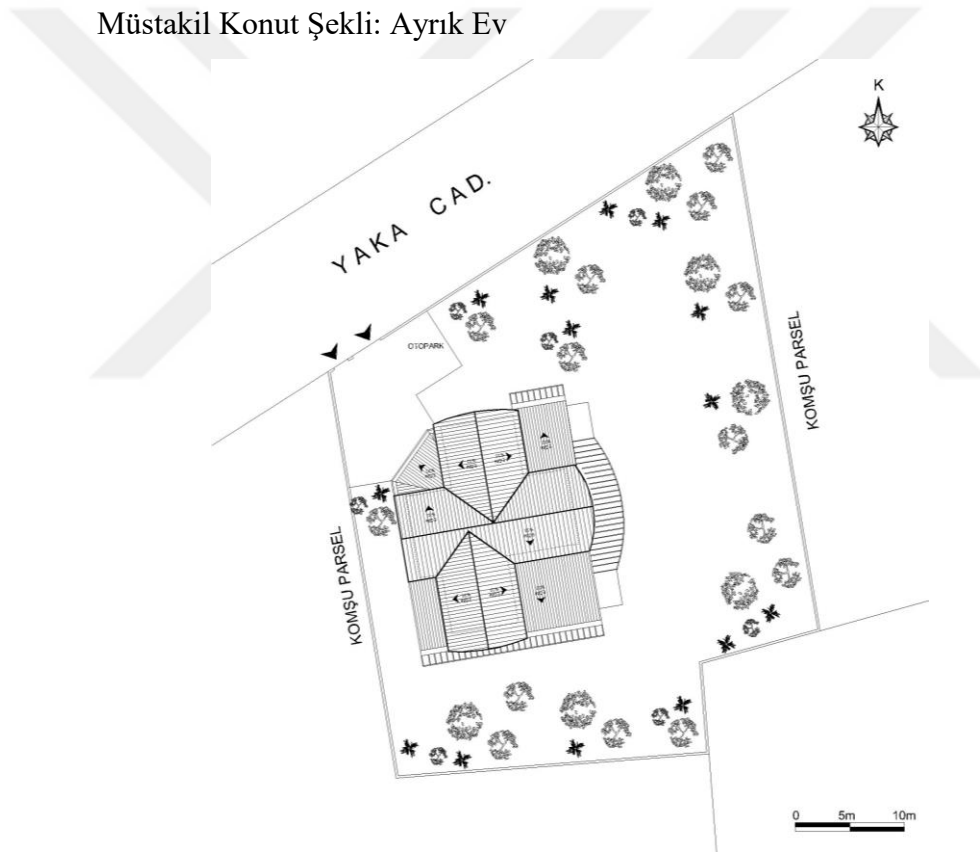 Müstakil Konut Şekli: Ayrık Ev
K
YAKA CAD.
OTOPARK
KOMŞU PARSEL
KOMŞU PARSEL
0 5m 10m